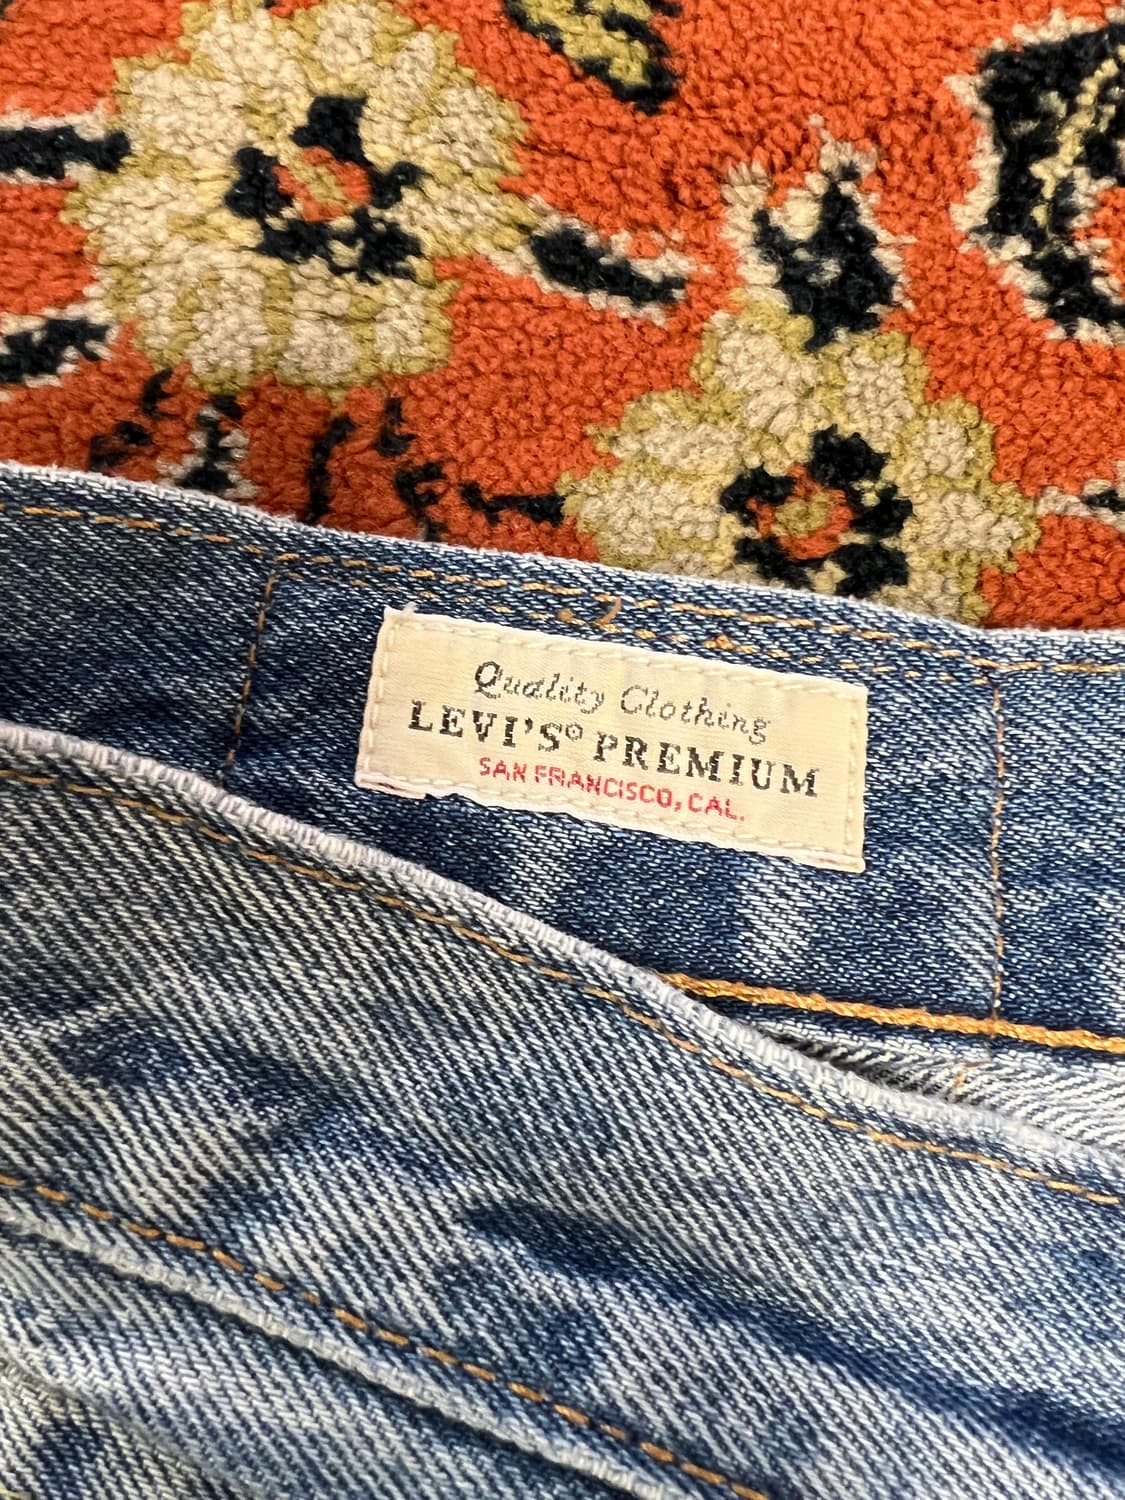 Quality Clothing
LEVI'S® PREMIUM
SAN FRANCISCO, CAL.